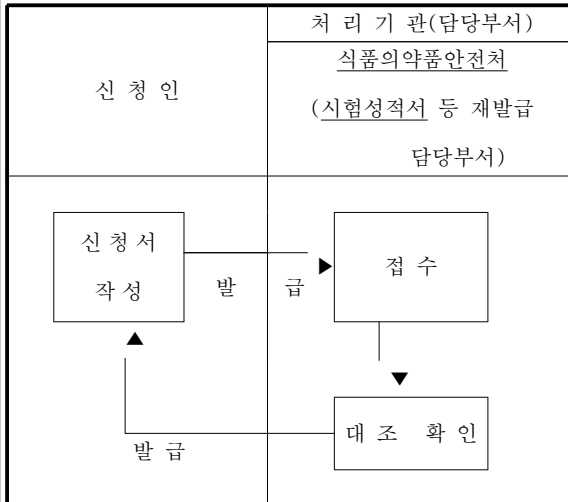 처 리 기 관(담당부서)
신 청 인
식품의약품안전처
(시험성적서 등 재발급
담당부서)
신 청 서
작 성
접 수
발 급
대 조 확 인
발 급